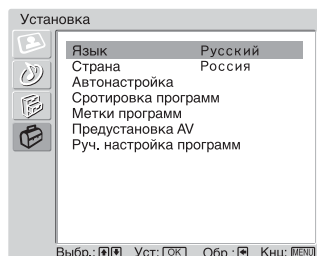 Установка
Язык Русский
Страна Россия
Автонастройка
Сротировка программ
Метки программ
Предустановка AV
Руч. настройка программ
Выбр.: Уст: OK Обр.: Кнц: MENU